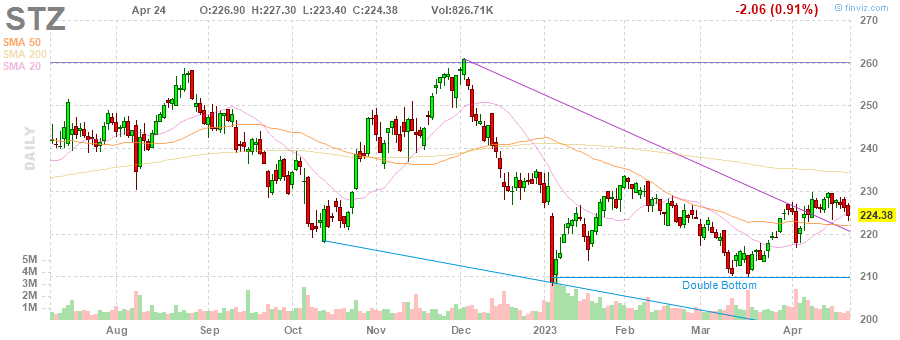 STZ
Apr 24
O:226.90 H:227.30 L:223.40 C:224.38
Vol:826.71K
-2.06 (0.91%)
finviz.com
SMA 50
SMA 200
SMA 20
DAILY
270
260
250
240
230
224.38
220
210
200
5M
4M
3M
2M
1M
Double Bottom
Aug Sep Oct Nov Dec 2023 Feb Mar Apr